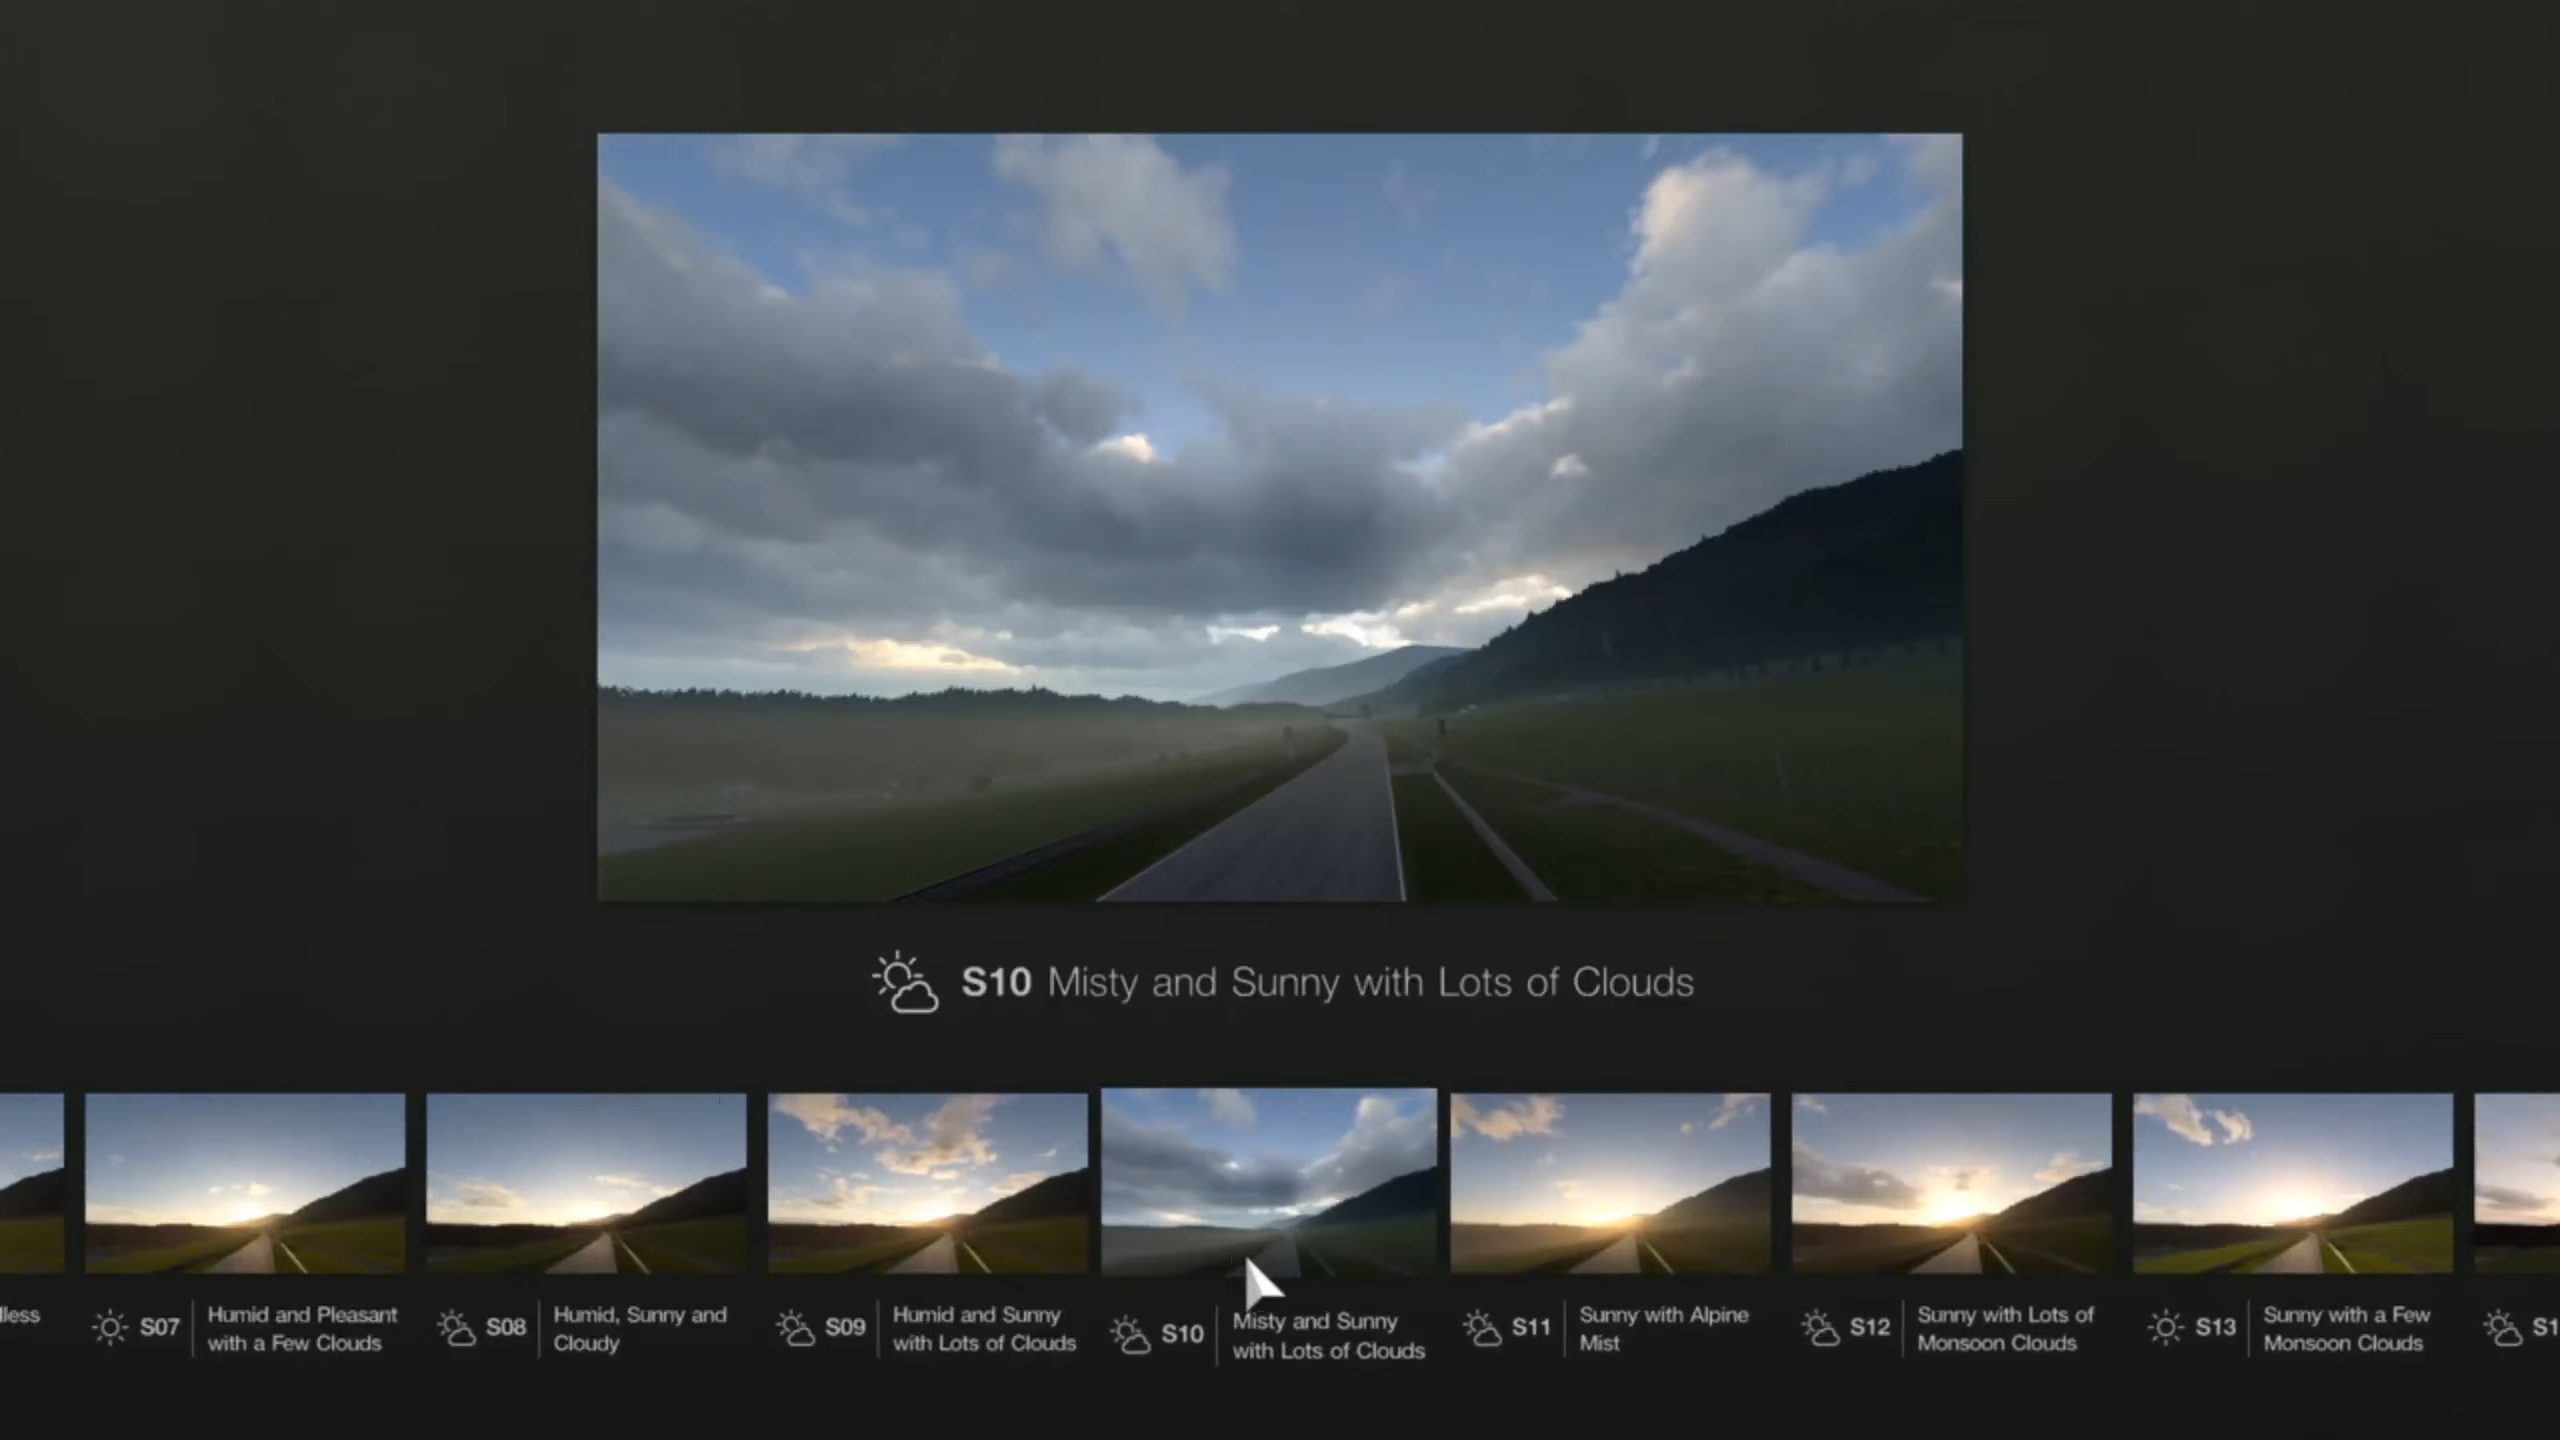 S10 Misty and Sunny with Lots of Clouds
S07
Humid and Pleasant
with a Few Clouds
S08
Humid, Sunny and
Cloudy
S09
Humid and Sunny
with Lots of Clouds
S10
Misty and Sunny
with Lots of Clouds
S11
Sunny with Alpine
Mist
S12
Sunny with Lots of
Monsoon Clouds
S13
Sunny with a Few
Monsoon Clouds